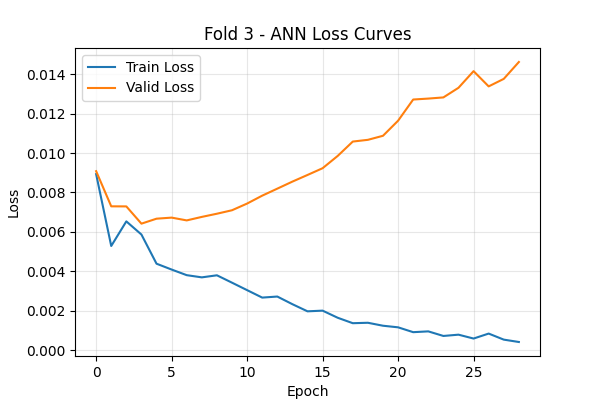 Fold 3 - ANN Loss Curves
Train Loss
Valid Loss
0.014
0.012
0.010
0.008
0.006
0.004
0.002
0.000
Loss
0 5 10 15 20 25
Epoch